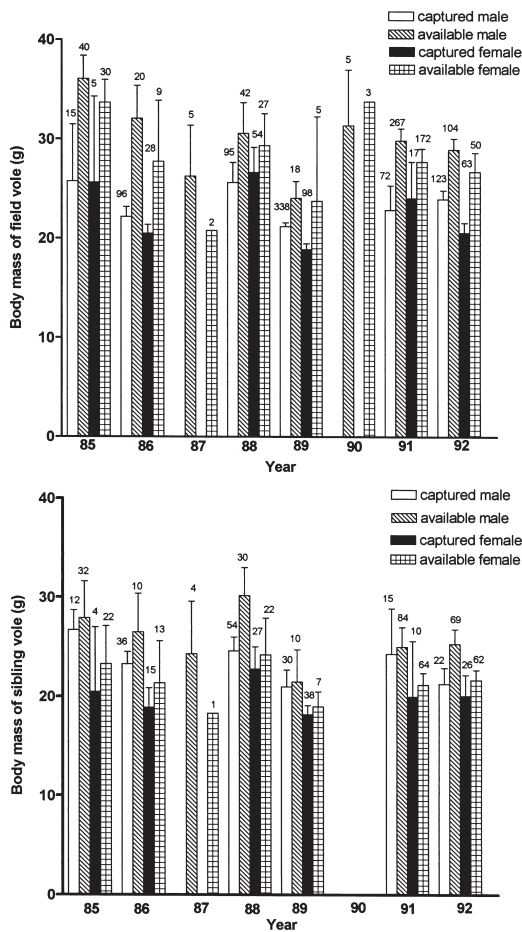 captured male
available male
captured female
available female
40
30
20
10
0
Body mass of field vole (g)
15 40 5 30
96 20 28 9
5 2
95 42 54 27
338 18 98 5
5 3
72 267 17 172
123 104 63 50
85 86 87 88 89 90 91 92
Year
captured male
available male
captured female
available female
40
30
20
10
0
Body mass of sibling vole (g)
12 32 4 22
36 10 15 13
4 1
54 30 27 22
30 10 38 7
15 84 10 64
22 69 26 62
85 86 87 88 89 90 91 92
Year